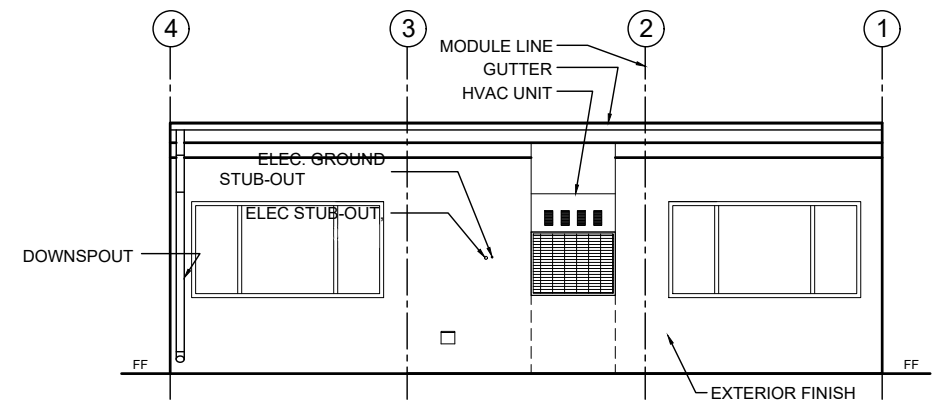 4
3
2
1
MODULE LINE
GUTTER
HVAC UNIT
ELEC. GROUND
STUB-OUT
ELEC STUB-OUT,
DOWNSPOUT
FF
FF
EXTERIOR FINISH